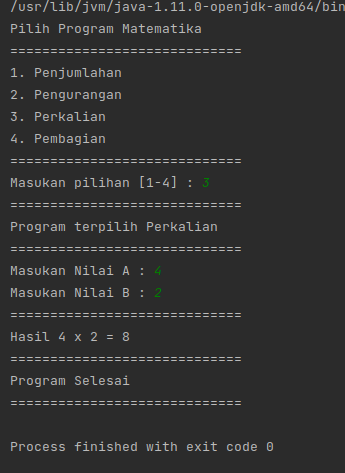 /usr/lib/jvm/java-1.11.0-openjdk-amd64/bin
Pilih Program Matematika
=============================
1. Penjumlahan
2. Pengurangan
3. Perkalian
4. Pembagian
=============================
Masukan pilihan [1-4] : 3
=============================
Program terpilih Perkalian
=============================
Masukan Nilai A : 4
Masukan Nilai B : 2
=============================
Hasil 4 x 2 = 8
=============================
Program Selesai
=============================
Process finished with exit code 0